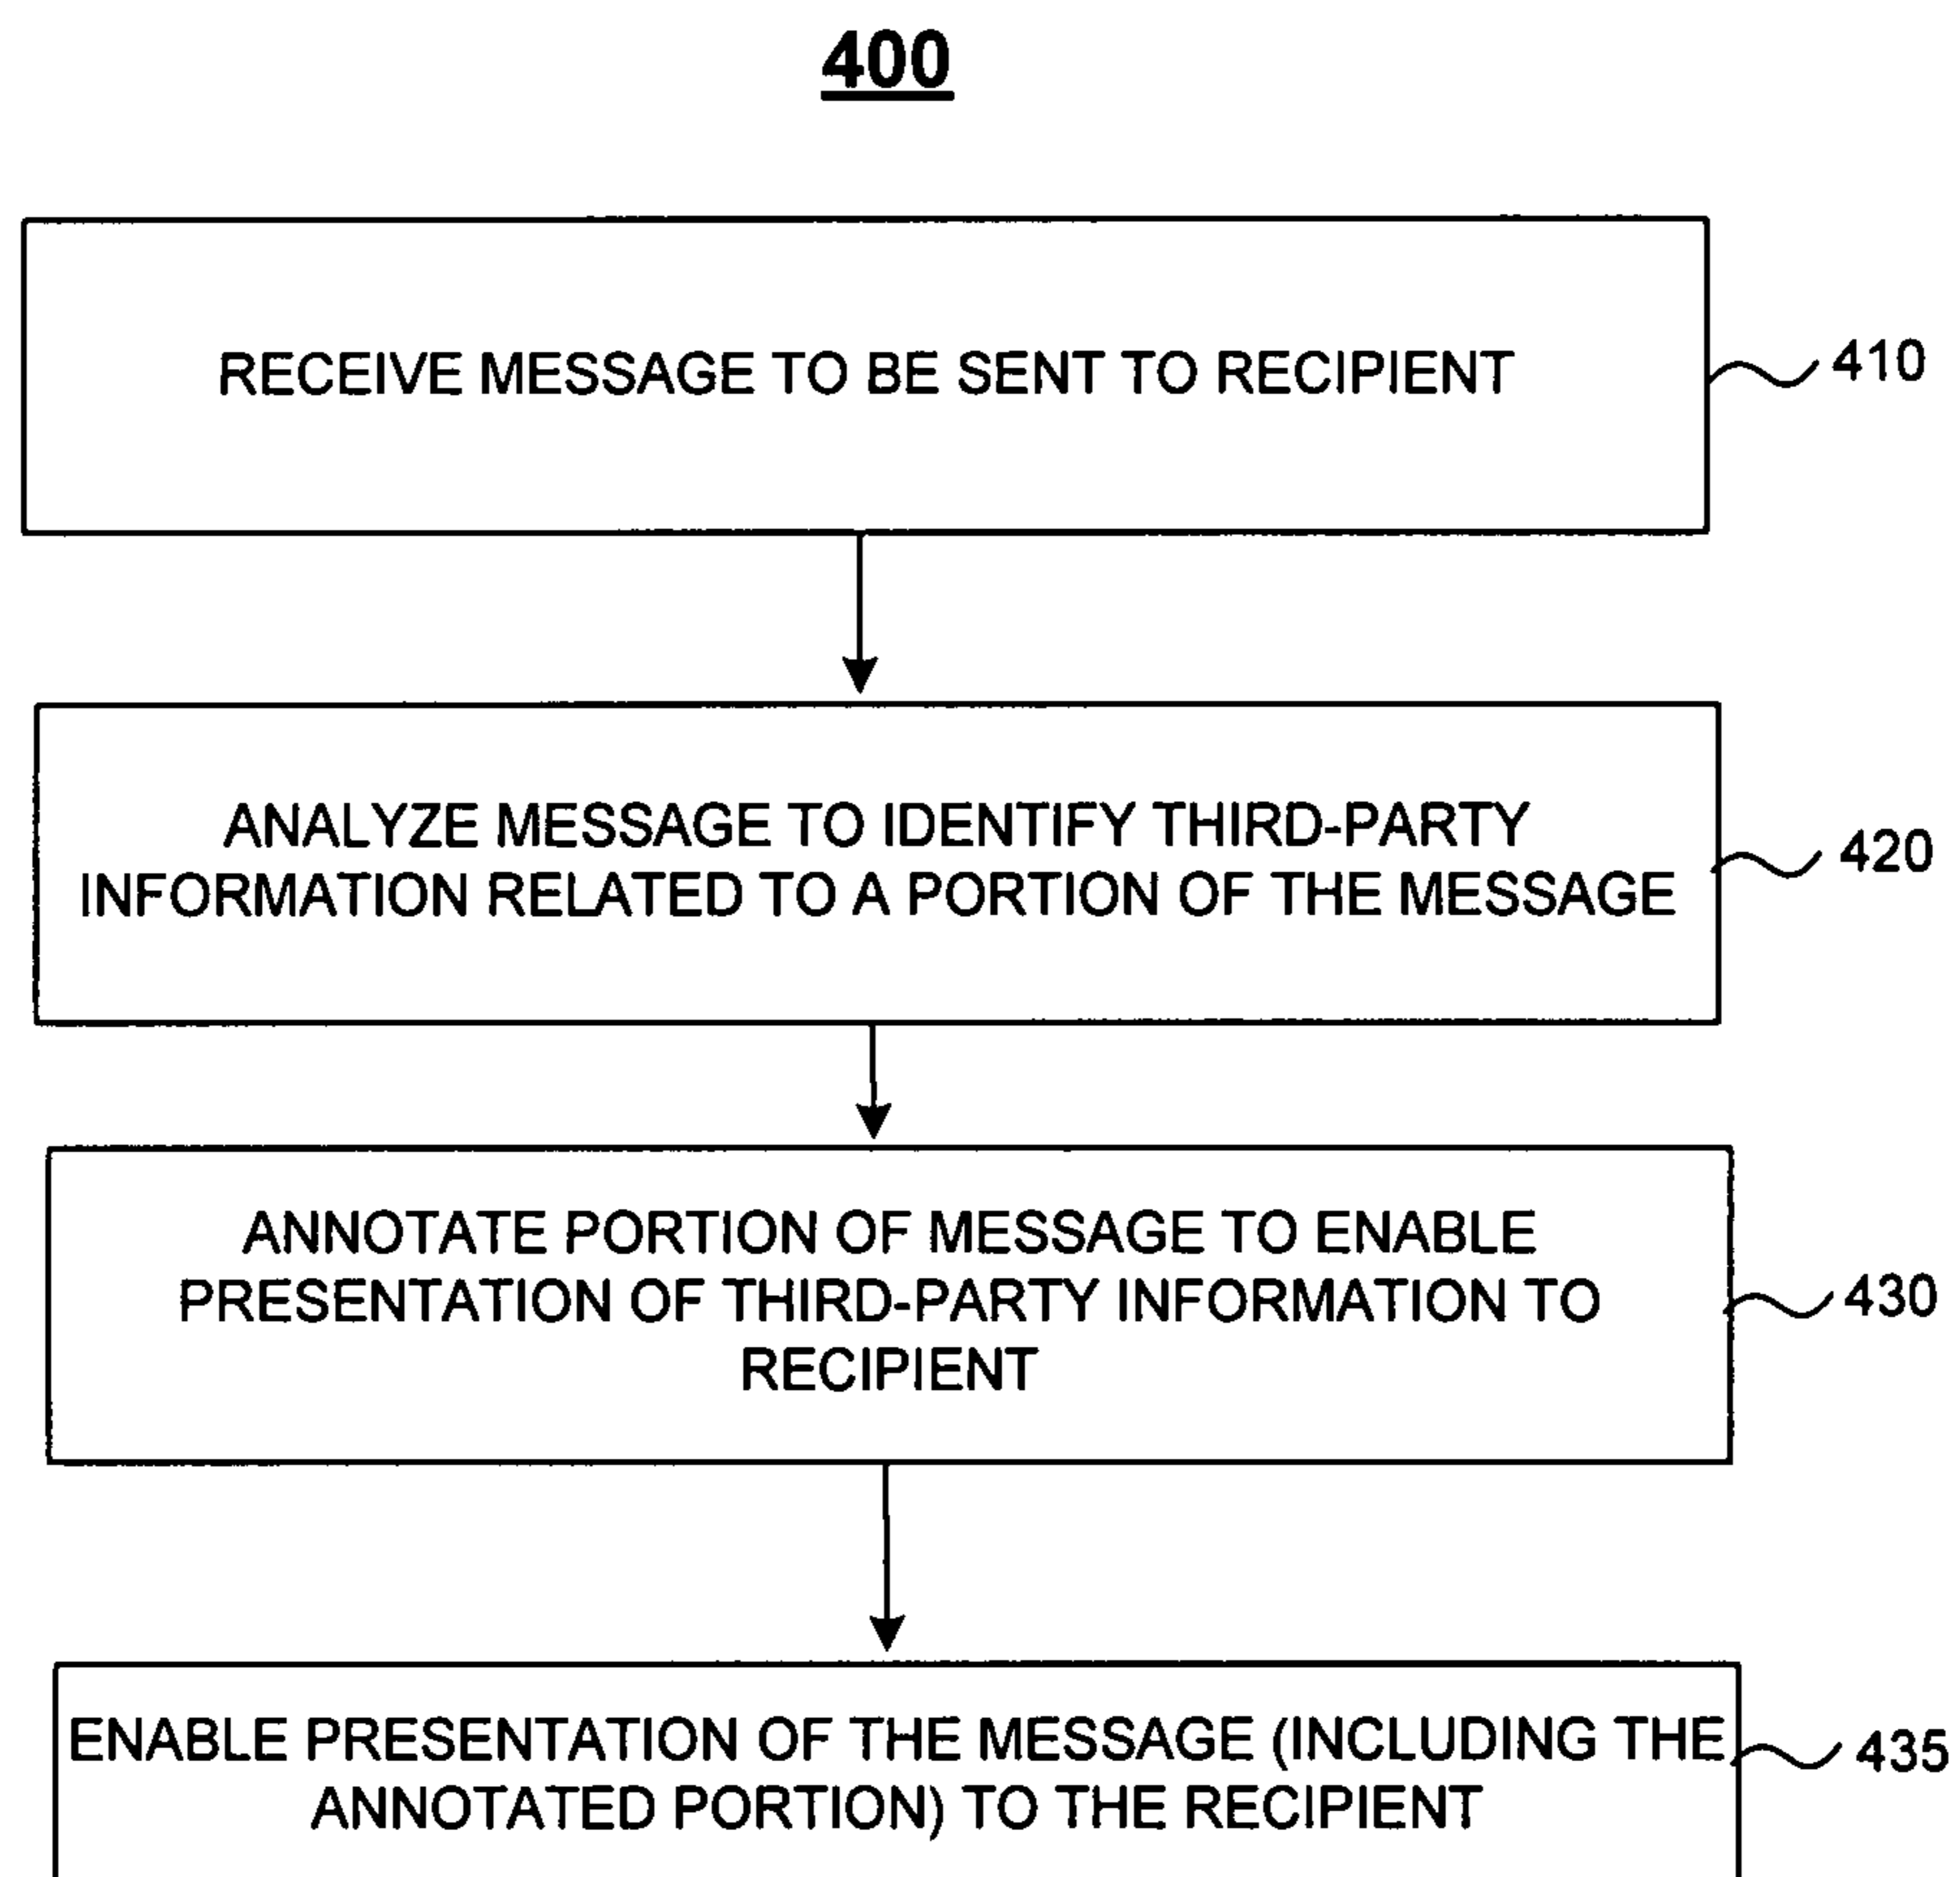 400
RECEIVE MESSAGE TO BE SENT TO RECIPIENT
410
ANALYZE MESSAGE TO IDENTIFY THIRD-PARTY
INFORMATION RELATED TO A PORTION OF THE MESSAGE
420
ANNOTATE PORTION OF MESSAGE TO ENABLE
PRESENTATION OF THIRD-PARTY INFORMATION TO
RECIPIENT
430
ENABLE PRESENTATION OF THE MESSAGE (INCLUDING THE
ANNOTATED PORTION) TO THE RECIPIENT
435